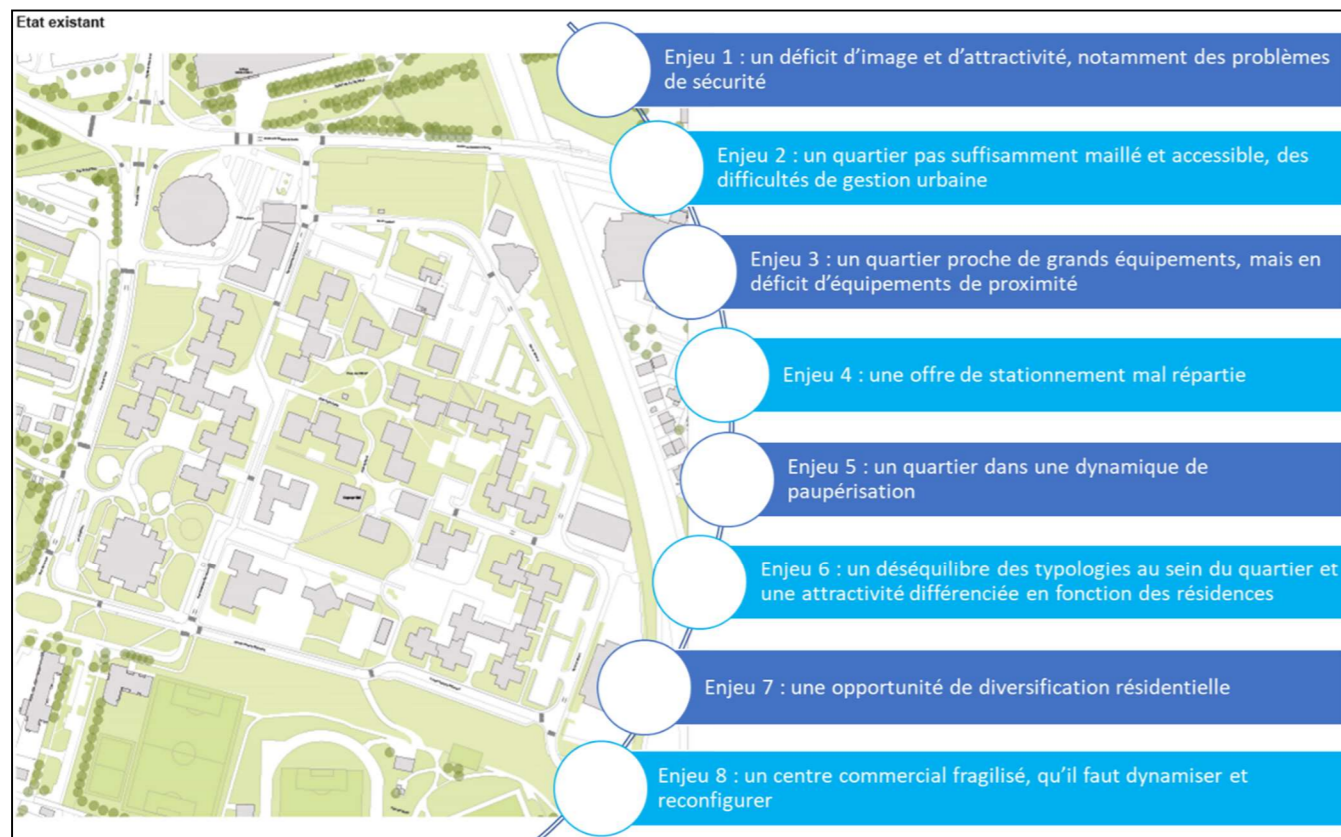 Etat existant
Enjeu 1 : un déficit d’image et d’attractivité, notamment des problèmes
de sécurité
Enjeu 2 : un quartier pas suffisamment maillé et accessible, des
difficultés de gestion urbaine
Enjeu 3 : un quartier proche de grands équipements, mais en
déficit d’équipements de proximité
Enjeu 4 : une offre de stationnement mal répartie
Enjeu 5 : un quartier dans une dynamique de
paupérisation
Enjeu 6 : un déséquilibre des typologies au sein du quartier et
une attractivité différenciée en fonction des résidences
Enjeu 7 : une opportunité de diversification résidentielle
Enjeu 8 : un centre commercial fragilisé, qu’il faut dynamiser et
reconfigurer